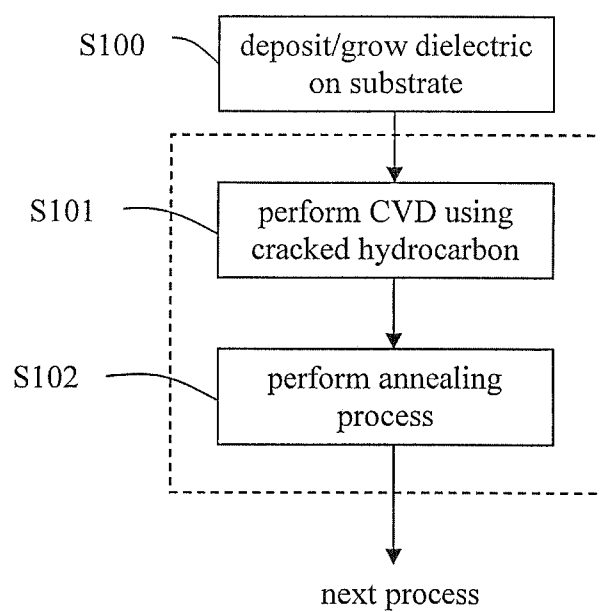 S100
deposit/grow dielectric
on substrate
S101
perform CVD using
cracked hydrocarbon
S102
perform annealing
process
next process